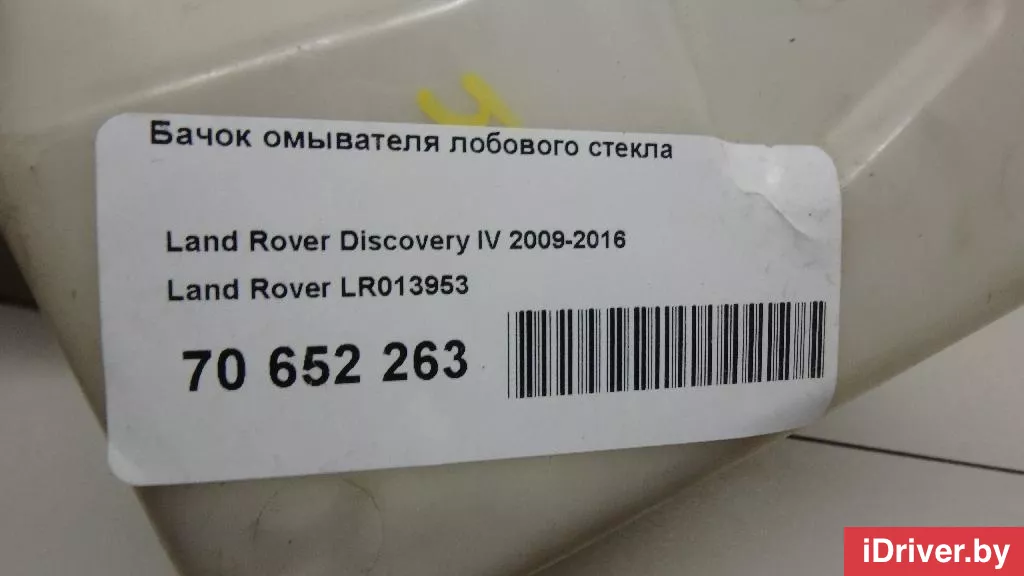 Бачок омывателя лобового стекла
Land Rover Discovery IV 2009-2016
Land Rover LR013953
70 652 263
iDriver.by